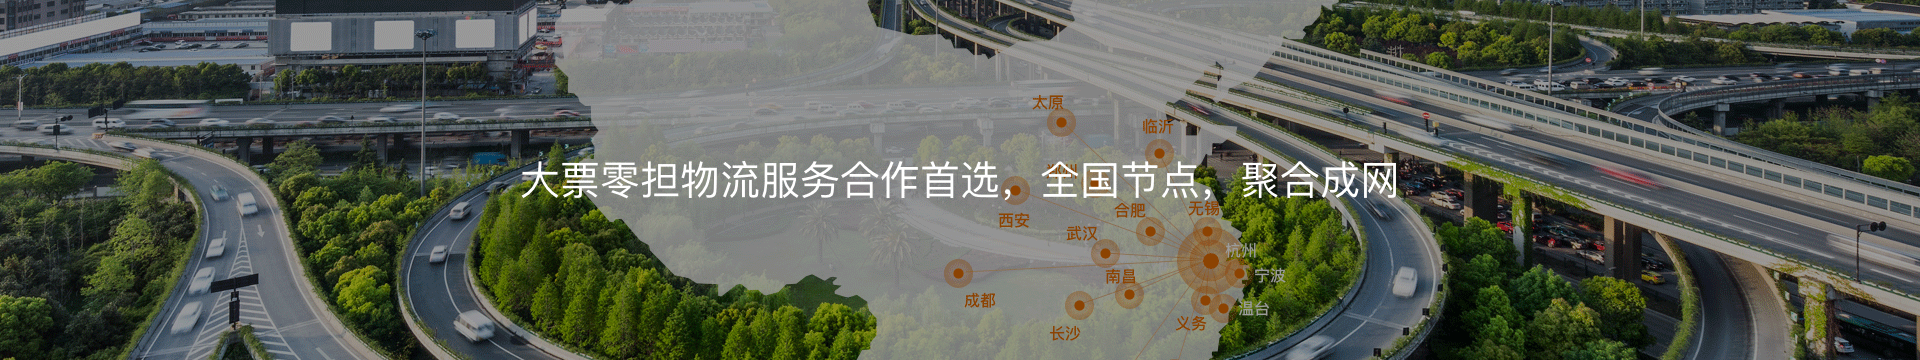 太原
临沂
大票零担物流服务合作首选，全国节点，聚合成网
西安
合肥
无锡
武汉
杭州
南昌
宁波
成都
温台
长沙
义务